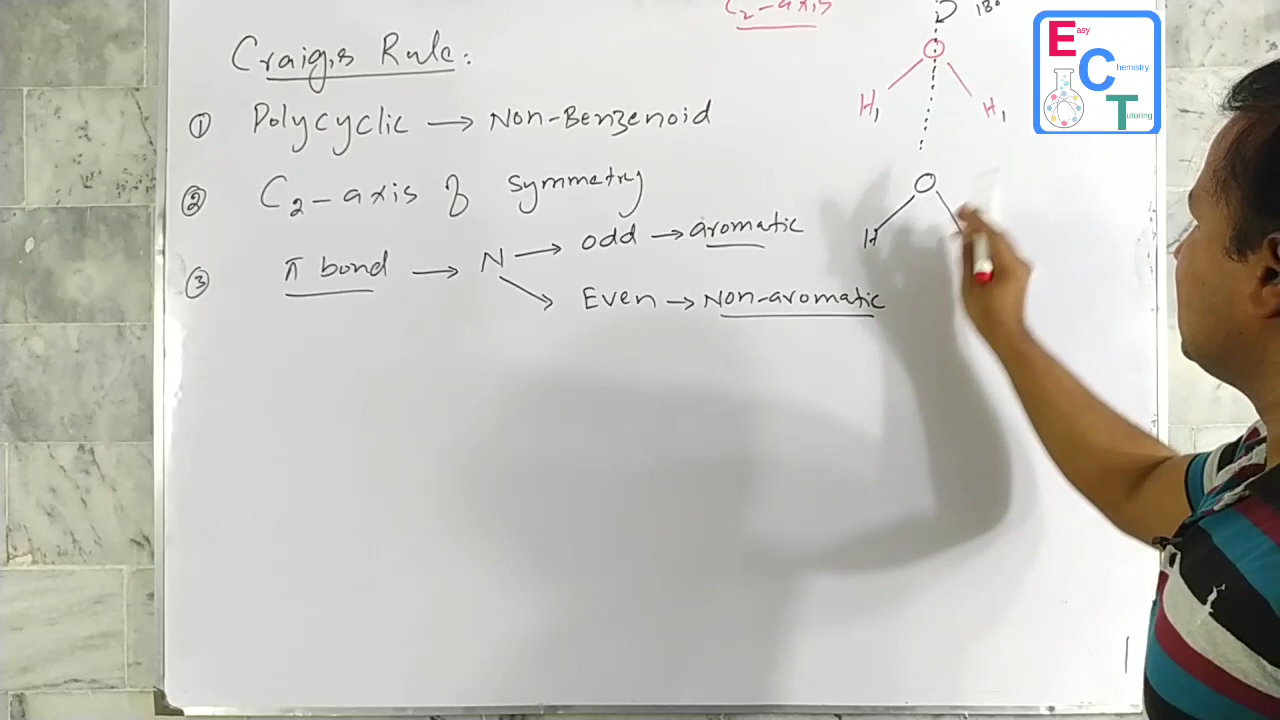 Craig,s Rule:
① Polycyclic → Non-Benzenoid
② C₂-axis of symmetry
③ π bond → N → odd → aromatic
Even → Non-aromatic
C₂-axis
180
O
H₁ H₁
O
H
Easy
Chemistry
Tutoring